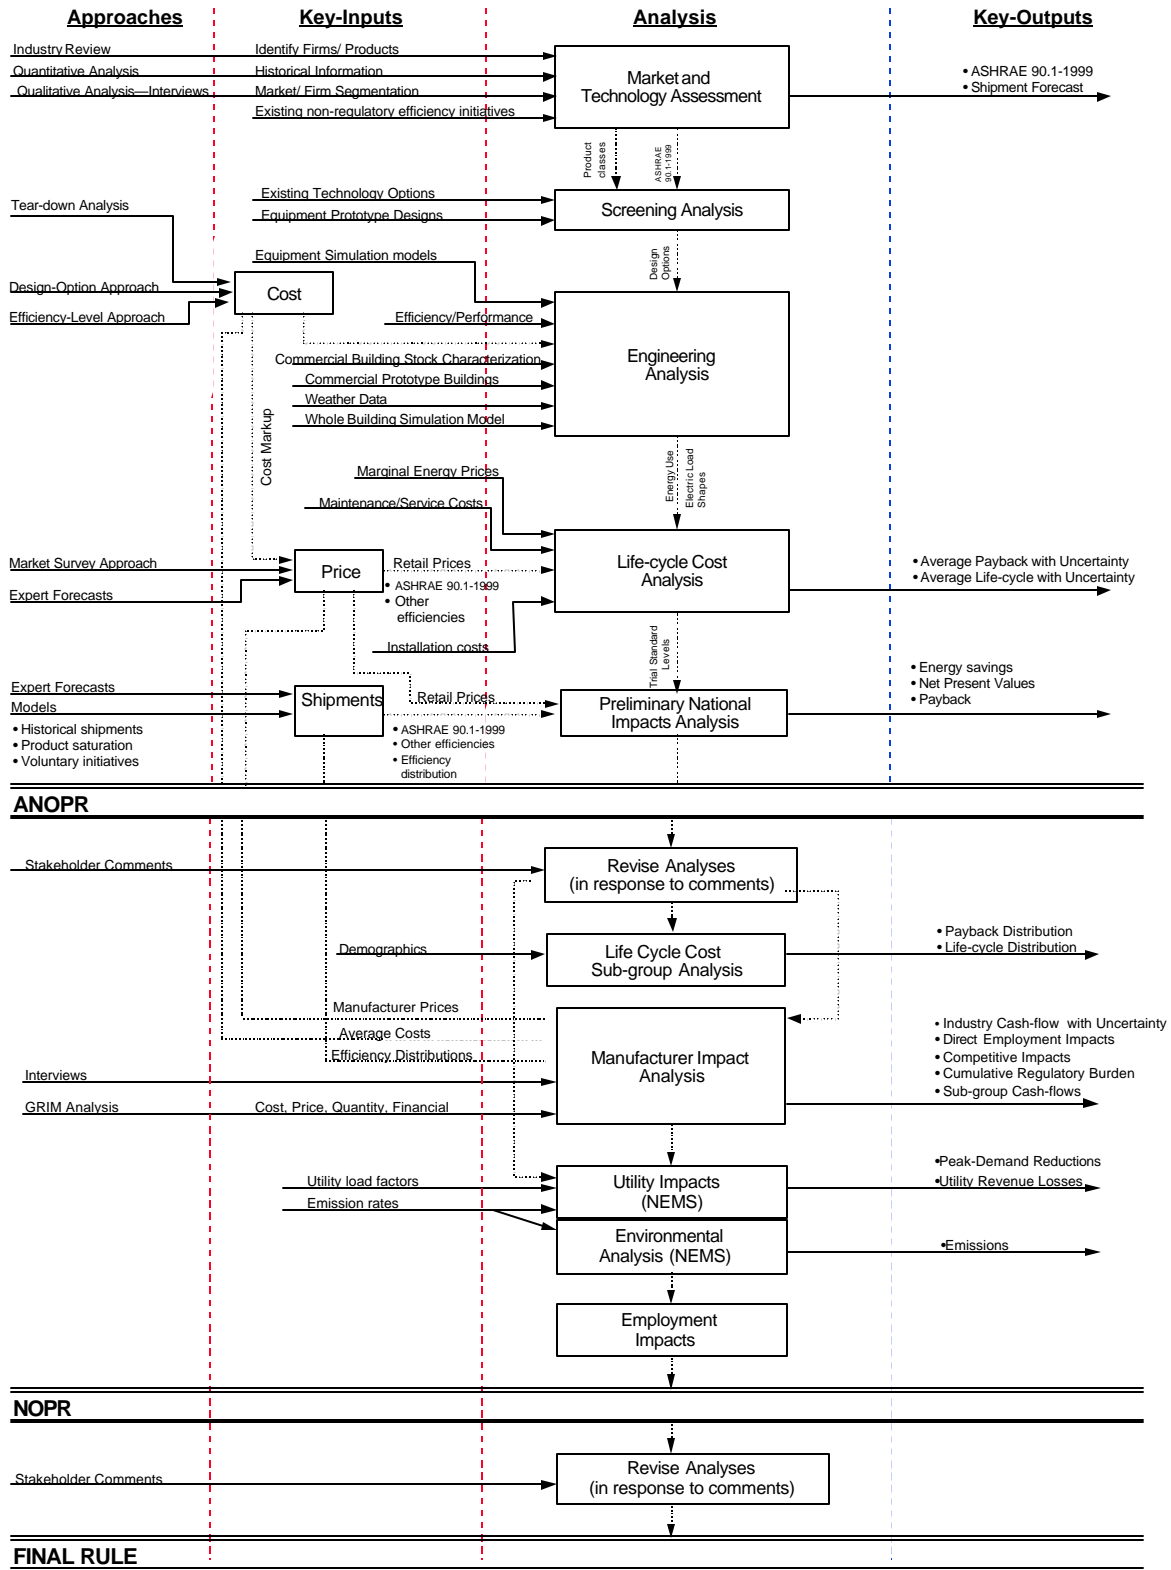 Approaches
Key-Inputs
Analysis
Key-Outputs
Industry Review
Identify Firms/ Products
Quantitative Analysis
Historical Information
Qualitative Analysis—Interviews
Market/ Firm Segmentation
Existing non-regulatory efficiency initiatives
Market and
Technology Assessment
• ASHRAE 90.1-1999
• Shipment Forecast
Product
classes
ASHRAE
90.1-1999
Existing Technology Options
Equipment Prototype Designs
Screening Analysis
Tear-down Analysis
Design-Option Approach
Efficiency-Level Approach
Cost
Equipment Simulation models
Design
Options
Efficiency/Performance
Commercial Building Stock Characterization
Commercial Prototype Buildings
Weather Data
Whole Building Simulation Model
Engineering
Analysis
Cost Markup
Energy Use
Electric Load
Shapes
Marginal Energy Prices
Maintenance/Service Costs
Market Survey Approach
Expert Forecasts
Price
Retail Prices
• ASHRAE 90.1-1999
• Other
efficiencies
Installation costs
Life-cycle Cost
Analysis
• Average Payback with Uncertainty
• Average Life-cycle with Uncertainty
Trial Standard
Levels
Expert Forecasts
Models
• Historical shipments
• Product saturation
• Voluntary initiatives
Shipments
Retail Prices
• ASHRAE 90.1-1999
• Other efficiencies
• Efficiency
distribution
Preliminary National
Impacts Analysis
• Energy savings
• Net Present Values
• Payback
ANOPR
Stakeholder Comments
Revise Analyses
(in response to comments)
Demographics
Life Cycle Cost
Sub-group Analysis
• Payback Distribution
• Life-cycle Distribution
Manufacturer Prices
Average Costs
Efficiency Distributions
Interviews
GRIM Analysis
Cost, Price, Quantity, Financial
Manufacturer Impact
Analysis
• Industry Cash-flow with Uncertainty
• Direct Employment Impacts
• Competitive Impacts
• Cumulative Regulatory Burden
• Sub-group Cash-flows
Utility load factors
Emission rates
Utility Impacts
(NEMS)
•Peak-Demand Reductions
•Utility Revenue Losses
Environmental
Analysis (NEMS)
•Emissions
Employment
Impacts
NOPR
Stakeholder Comments
Revise Analyses
(in response to comments)
FINAL RULE